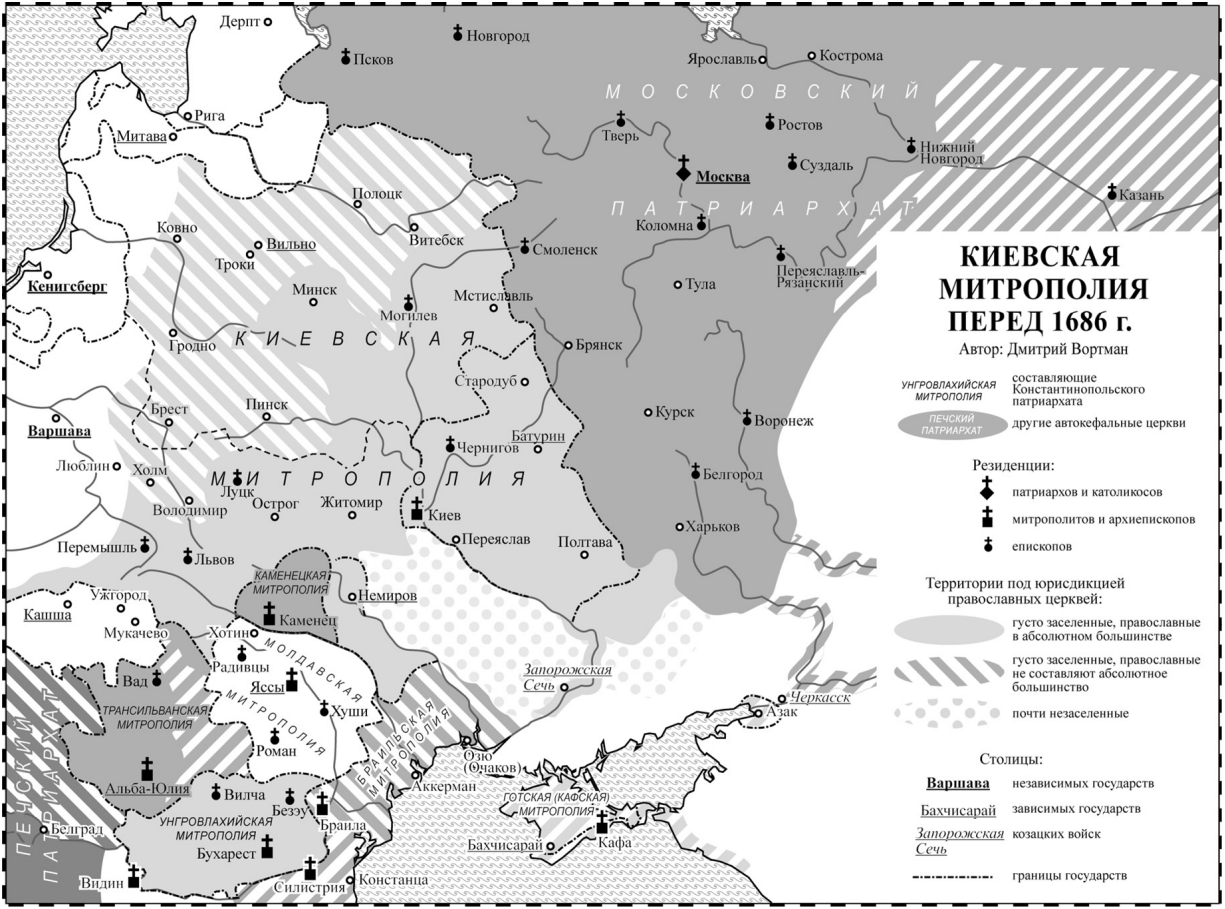 Дерпт
Новгород
Псков
Ярославль
Кострома
МОСКОВСКИЙ
Рига
Митава
Тверь
Ростов
Нижний
Новгород
Суздаль
Москва
Казань
Полоцк
ПАТРИАРХАТ
Ковно
Вильно
Витебск
Коломна
Смоленск
Троки
Переяславль-
Рязанский
Кенигсберг
Минск
Мстиславль
Тула
Могилев
Гродно
КИЕВСКАЯ
Брянск
Стародуб
Брест
Пинск
Курск
Воронеж
Варшава
Батурин
Чернигов
Люблин
Холм
МИТРОПОЛИЯ
Белгород
Луцк
Володимир
Острог
Житомир
Киев
Харьков
Перемышль
Львов
Переяслав
Полтава
КАМЕНЕЦКАЯ
МИТРОПОЛИЯ
Немиров
Ужгород
Кашша
Каменец
Мукачево
Хотин
МОЛДАВСКАЯ
МИТРОПОЛИЯ
Радивцы
Запорожская
Сечь
Вад
Яссы
Черкасск
Азак
ТРАНСИЛЬВАНСКАЯ
МИТРОПОЛИЯ
Хуши
Роман
БРАИЛЬСКАЯ
МИТРОПОЛИЯ
Озю
(Очаков)
ПЕЧСКИЙ
ПАТРИАРХАТ
Альба-Юлия
Аккерман
Вилча
Безэу
ГОТСКАЯ (КАФСКАЯ)
МИТРОПОЛИЯ
Браила
УНГРОВЛАХИЙСКАЯ
МИТРОПОЛИЯ
Белград
Бухарест
Бахчисарай
Кафа
Видин
Силистрия
Констанца
КИЕВСКАЯ
МИТРОПОЛИЯ
ПЕРЕД 1686 г.
Автор: Дмитрий Вортман
УНГРОВЛАХИЙСКАЯ
МИТРОПОЛИЯ
составляющие
Константинопольского
патриархата
ПЕЧСКИЙ
ПАТРИАРХАТ
другие автокефальные церкви
Резиденции:
патриархов и католикосов
митрополитов и архиепископов
епископов
Территории под юрисдикцией
православных церквей:
густо заселенные, православные
в абсолютном большинстве
густо заселенные, православные
не составляют абсолютное
большинство
почти незаселенные
Столицы:
Варшава
независимых государств
Бахчисарай
зависимых государств
Запорожская
Сечь
козацких войск
границы государств